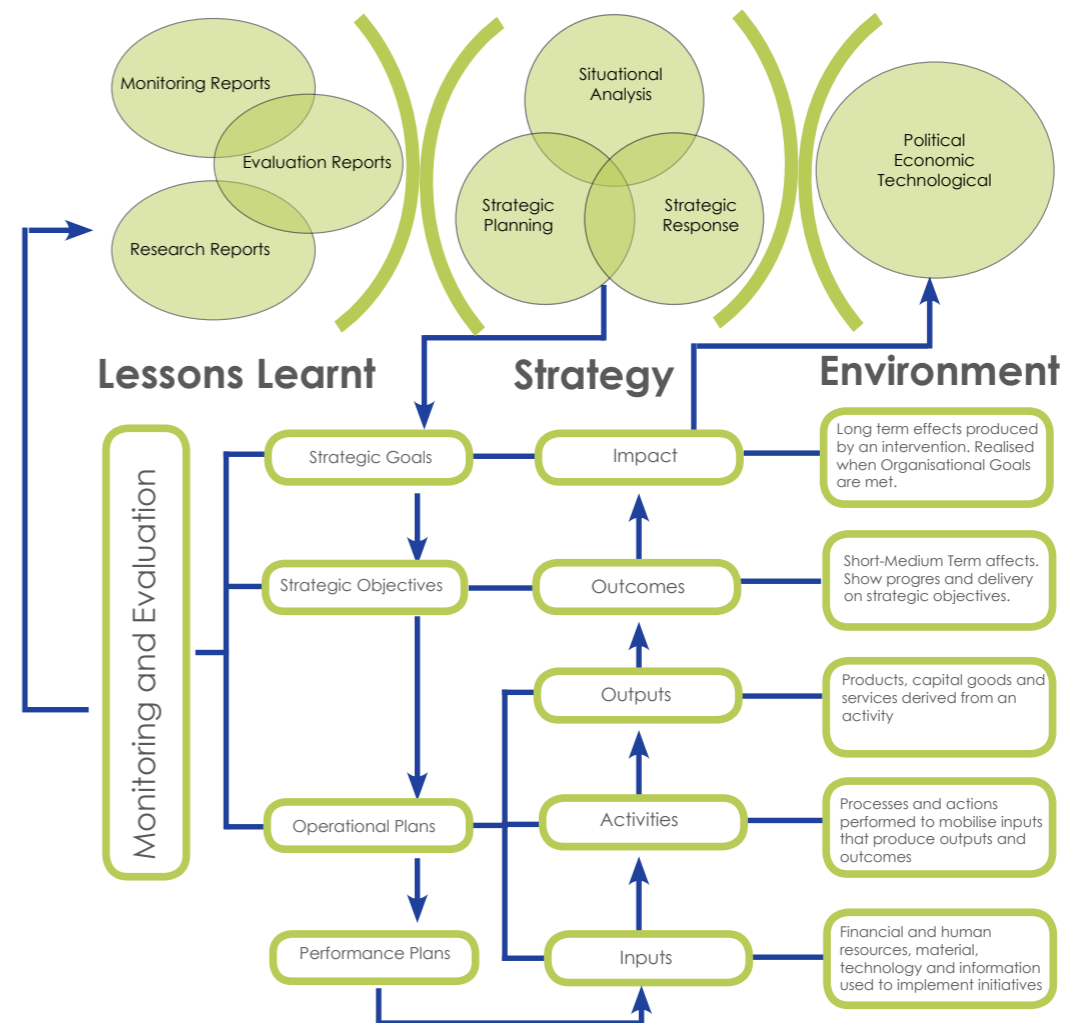 Monitoring Reports
Evaluation Reports
Research Reports
Situational
Analysis
Strategic
Planning
Strategic
Response
Political
Economic
Technological
Lessons Learnt
Strategy
Environment
Monitoring and Evaluation
Strategic Goals
Impact
Long term effects produced
by an intervention. Realised
when Organisational Goals
are met.
Strategic Objectives
Outcomes
Short-Medium Term affects.
Show progres and delivery
on strategic objectives.
Outputs
Products, capital goods and
services derived from an
activity
Operational Plans
Activities
Processes and actions
performed to mobilise inputs
that produce outputs and
outcomes
Performance Plans
Inputs
Financial and human
resources, material,
technology and information
used to implement initiatives